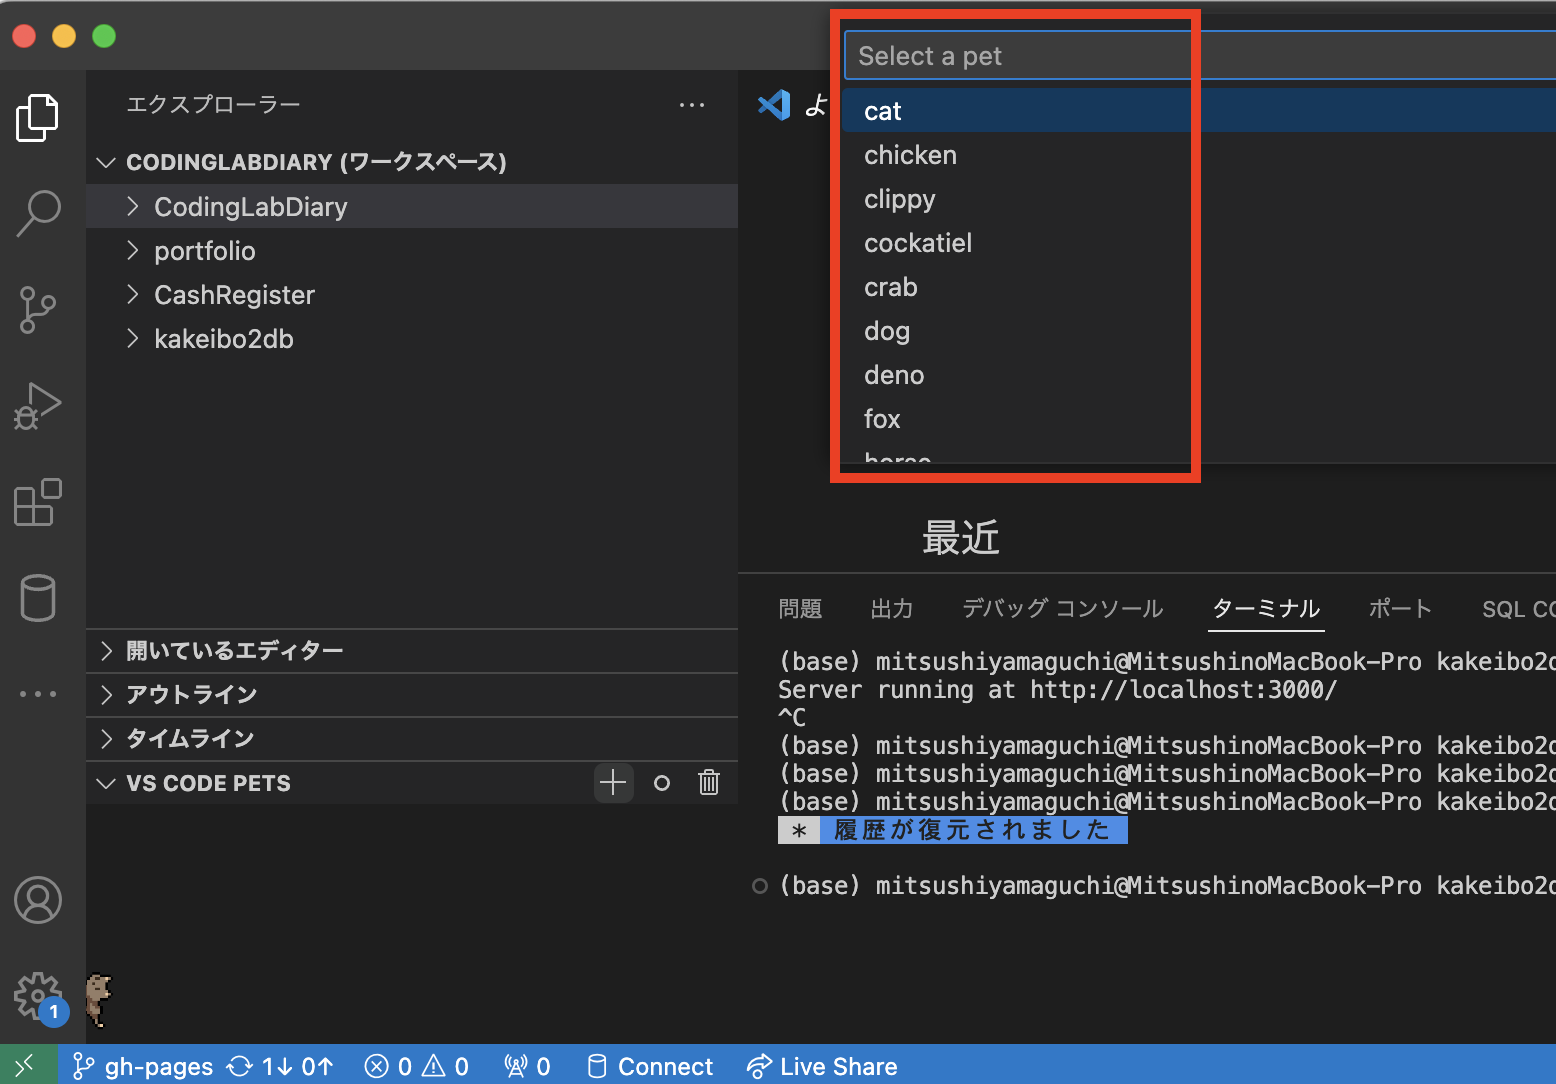 Select a pet
cat
chicken
clippy
cockatiel
crab
dog
deno
fox
horse
エクスプローラー
CODINGLABDIARY (ワークスペース)
CodingLabDiary
portfolio
CashRegister
kakeibo2db
開いているエディター
アウトライン
タイムライン
VS CODE PETS
よ
最近
問題 出力 デバッグ コンソール ターミナル ポート SQL CO
(base) mitsushiyamaguchi@MitsushinoMacBook-Pro kakeibo2d
Server running at http://localhost:3000/
^C
(base) mitsushiyamaguchi@MitsushinoMacBook-Pro kakeibo2d
(base) mitsushiyamaguchi@MitsushinoMacBook-Pro kakeibo2d
(base) mitsushiyamaguchi@MitsushinoMacBook-Pro kakeibo2d
* 履歴が復元されました
(base) mitsushiyamaguchi@MitsushinoMacBook-Pro kakeibo2d
1
gh-pages 1↓ 0↑ 0 0 0 Connect Live Share